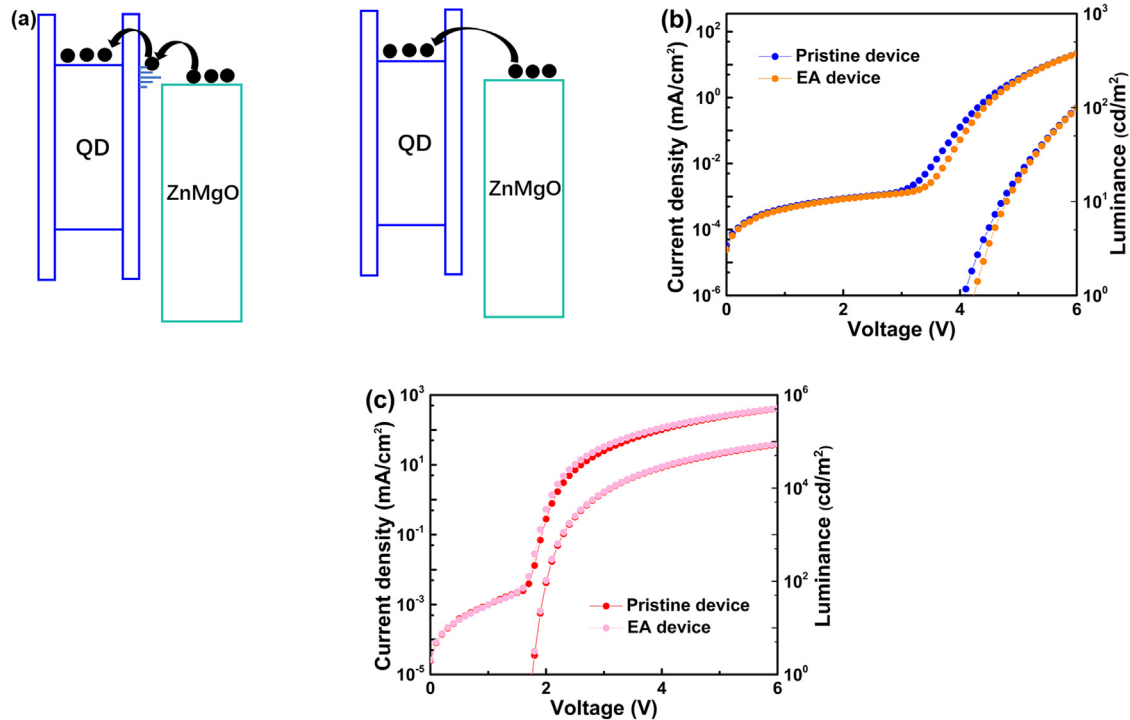 (a)
QD
ZnMgO
QD
ZnMgO
(b)
Pristine device
EA device
Current density (mA/cm²)
Luminance (cd/m²)
10²
10⁰
10⁻²
10⁻⁴
10⁻⁶
10³
10²
10¹
10⁰
0 2 4 6
Voltage (V)
(c)
Pristine device
EA device
Current density (mA/cm²)
Luminance (cd/m²)
10³
10¹
10⁻¹
10⁻³
10⁻⁵
10⁶
10⁴
10²
10⁰
0 2 4 6
Voltage (V)